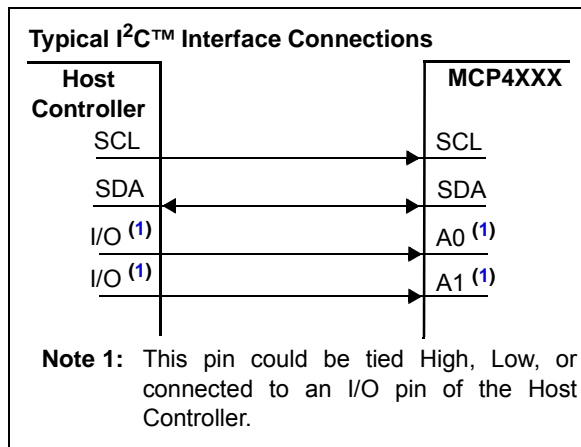 Typical I²C™ Interface Connections
Host Controller
MCP4XXX
SCL
SCL
SDA
SDA
I/O (1)
A0 (1)
I/O (1)
A1 (1)
Note 1: This pin could be tied High, Low, or
connected to an I/O pin of the Host
Controller.